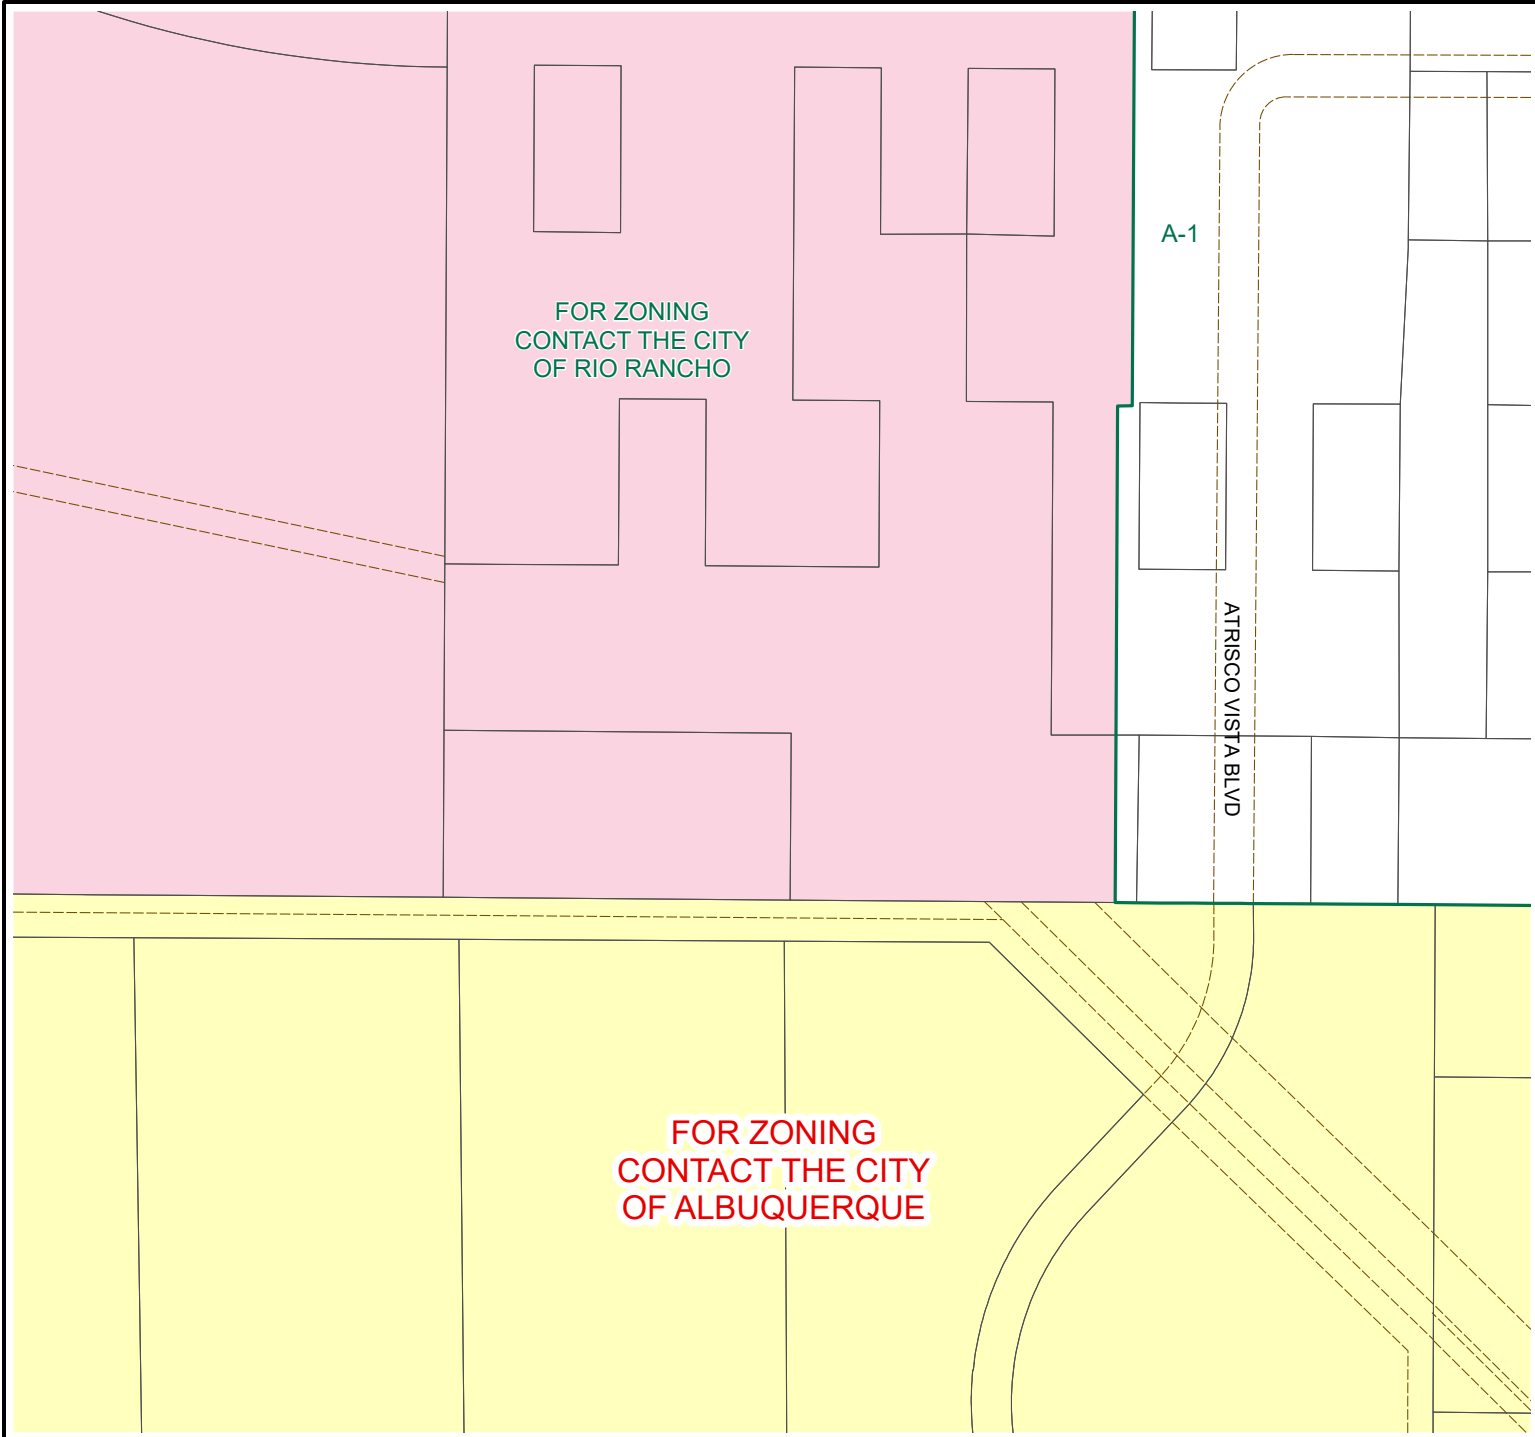 A-1
FOR ZONING
CONTACT THE CITY
OF RIO RANCHO
ATRISCO VISTA BLVD
FOR ZONING
CONTACT THE CITY
OF ALBUQUERQUE